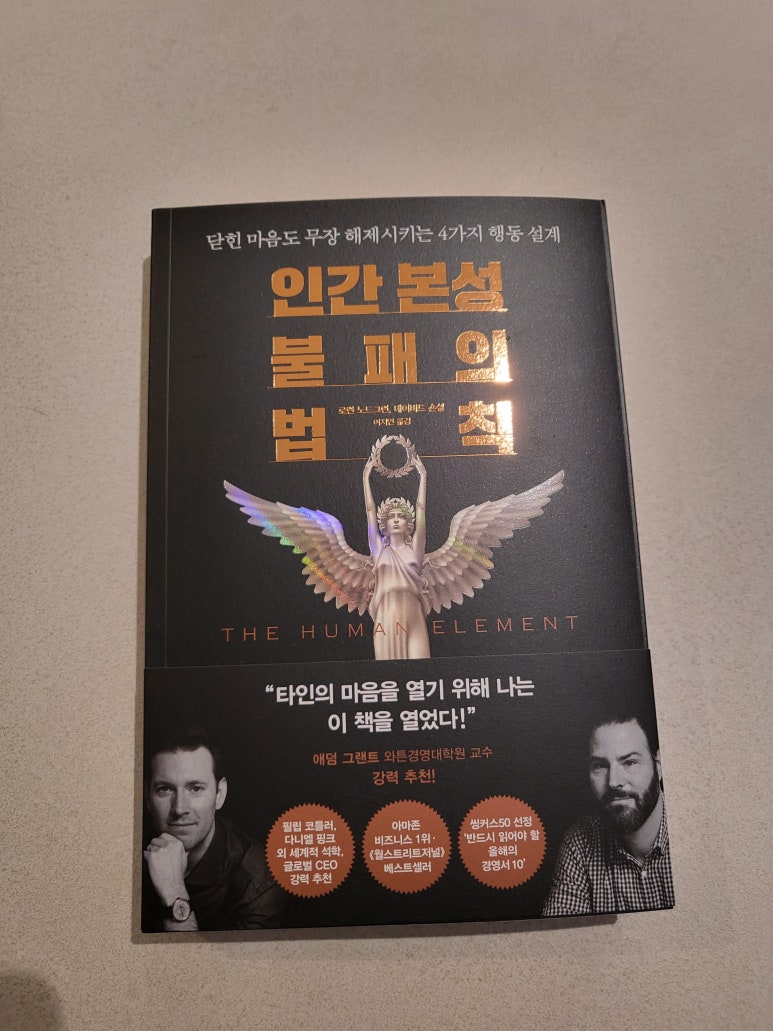 닫힌 마음도 무장 해제시키는 4가지 행동 설계
인간 본성
불패의
법칙
로런 노드그런, 데이비드 숀설
이지연 옮김
THE HUMAN ELEMENT
“타인의 마음을 열기 위해 나는
이 책을 열었다!”
애덤 그랜트 와튼경영대학원 교수
강력 추천!
필립 코틀러,
다니엘 핑크
외 세계적 석학,
글로벌 CEO
강력 추천
아마존
비즈니스 1위·
《월스트리트저널》
베스트셀러
씽커스50 선정
‘반드시 읽어야 할
올해의
경영서 10’